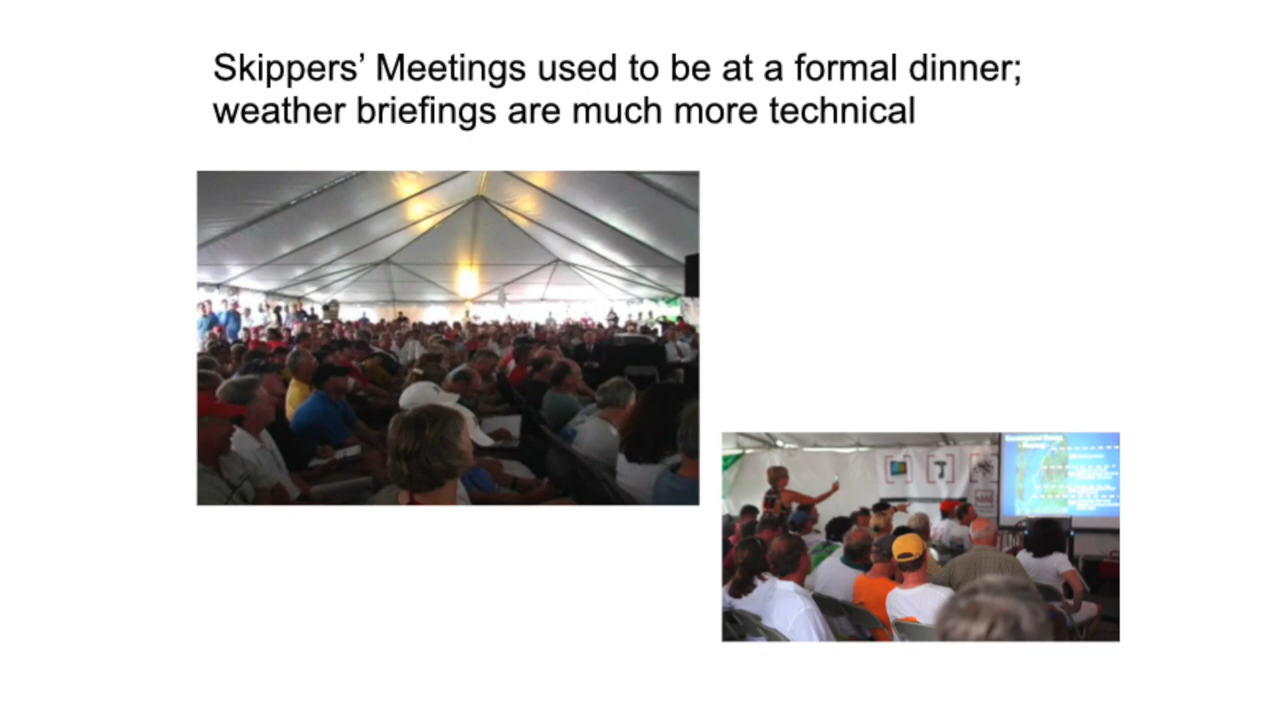 Skippers’ Meetings used to be at a formal dinner;
weather briefings are much more technical